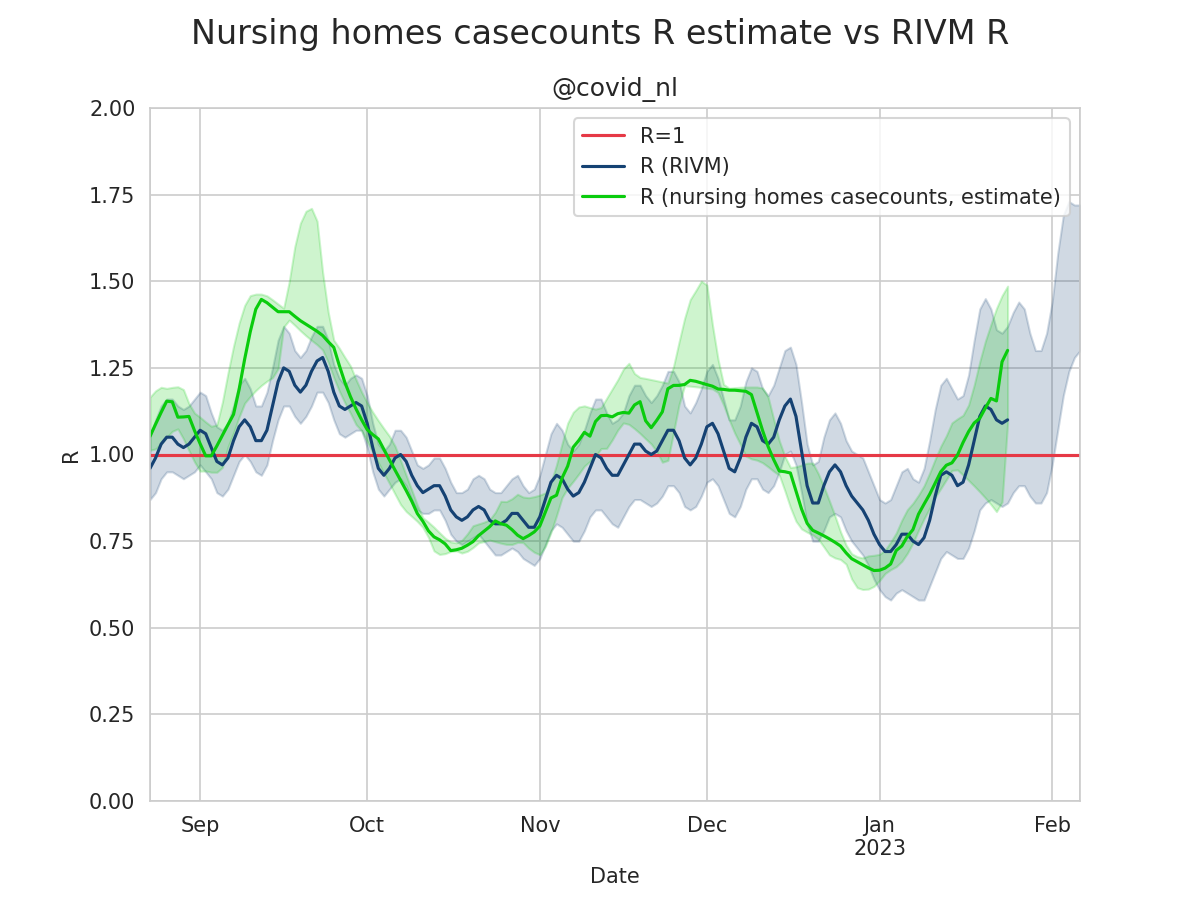 Nursing homes casecounts R estimate vs RIVM R
@covid_nl
R=1
R (RIVM)
R (nursing homes casecounts, estimate)
2.00
1.75
1.50
1.25
1.00
0.75
0.50
0.25
0.00
R
Sep Oct Nov Dec Jan Feb
2023
Date